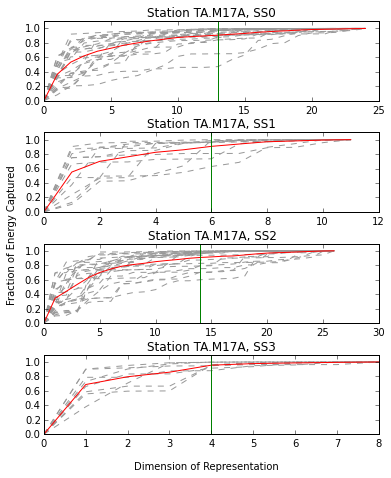 Station TA.M17A, SS0
1.0
0.8
0.6
0.4
0.2
0.0
0 5 10 15 20 25
Station TA.M17A, SS1
1.0
0.8
0.6
0.4
0.2
0.0
0 2 4 6 8 10 12
Station TA.M17A, SS2
1.0
0.8
0.6
0.4
0.2
0.0
0 5 10 15 20 25 30
Station TA.M17A, SS3
1.0
0.8
0.6
0.4
0.2
0.0
0 1 2 3 4 5 6 7 8
Fraction of Energy Captured
Dimension of Representation